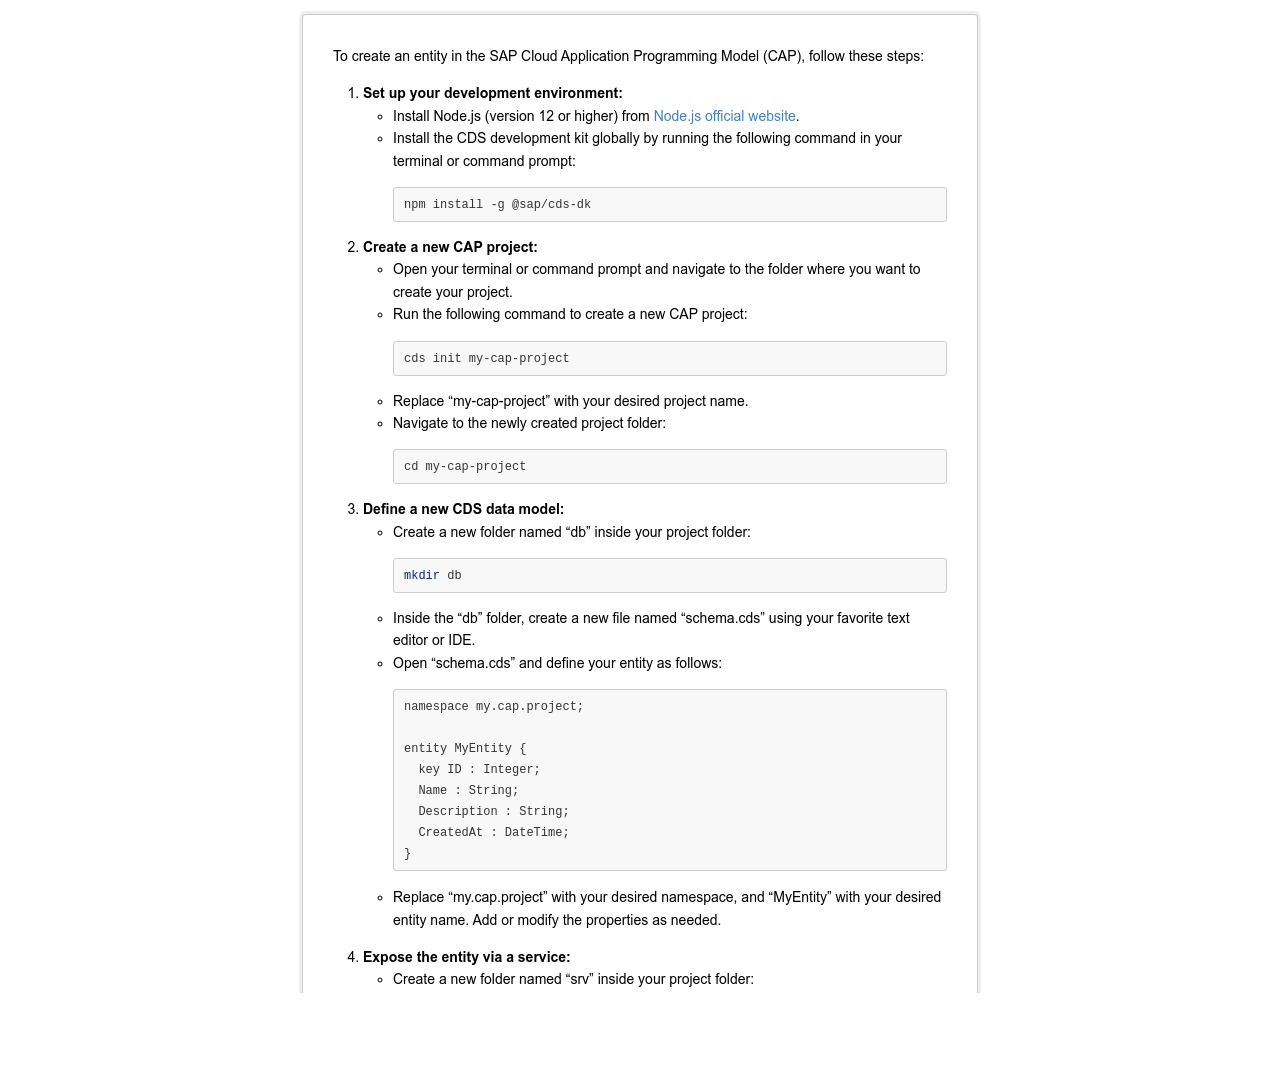 To create an entity in the SAP Cloud Application Programming Model (CAP), follow these steps:
1. Set up your development environment:
◦ Install Node.js (version 12 or higher) from Node.js official website.
◦ Install the CDS development kit globally by running the following command in your
terminal or command prompt:
npm install -g @sap/cds-dk
2. Create a new CAP project:
◦ Open your terminal or command prompt and navigate to the folder where you want to
create your project.
◦ Run the following command to create a new CAP project:
cds init my-cap-project
◦ Replace “my-cap-project” with your desired project name.
◦ Navigate to the newly created project folder:
cd my-cap-project
3. Define a new CDS data model:
◦ Create a new folder named “db” inside your project folder:
mkdir db
◦ Inside the “db” folder, create a new file named “schema.cds” using your favorite text
editor or IDE.
◦ Open “schema.cds” and define your entity as follows:
namespace my.cap.project;

entity MyEntity {
  key ID : Integer;
  Name : String;
  Description : String;
  CreatedAt : DateTime;
}
◦ Replace “my.cap.project” with your desired namespace, and “MyEntity” with your desired
entity name. Add or modify the properties as needed.
4. Expose the entity via a service:
◦ Create a new folder named “srv” inside your project folder: